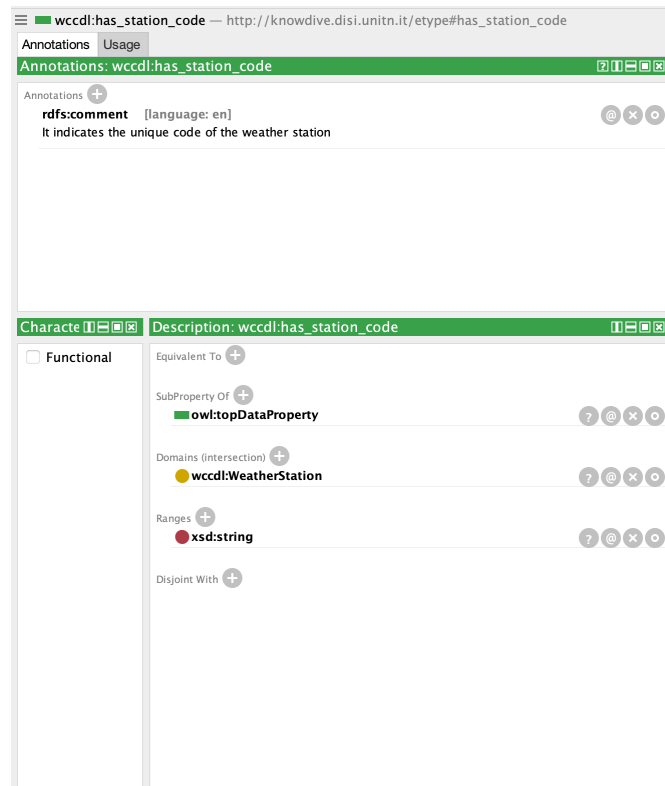 wccdl:has_station_code — http://knowdive.disi.unitn.it/etype#has_station_code
Annotations Usage
Annotations: wccdl:has_station_code
Annotations
rdfs:comment [language: en]
It indicates the unique code of the weather station
Characte
Functional
Description: wccdl:has_station_code
Equivalent To
SubProperty Of
owl:topDataProperty
Domains (intersection)
wccdl:WeatherStation
Ranges
xsd:string
Disjoint With